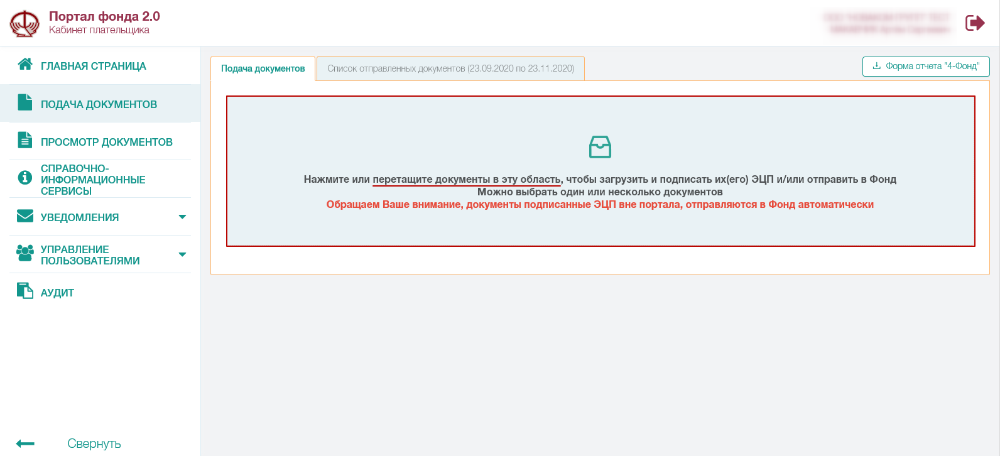 Портал фонда 2.0
Кабинет плательщика
ГЛАВНАЯ СТРАНИЦА
ПОДАЧА ДОКУМЕНТОВ
ПРОСМОТР ДОКУМЕНТОВ
СПРАВОЧНО-
ИНФОРМАЦИОННЫЕ
СЕРВИСЫ
УВЕДОМЛЕНИЯ
УПРАВЛЕНИЕ
ПОЛЬЗОВАТЕЛЯМИ
АУДИТ
Свернуть
Подача документов
Список отправленных документов (23.09.2020 по 23.11.2020)
Форма отчета "4-Фонд"
Нажмите или перетащите документы в эту область, чтобы загрузить и подписать их(его) ЭЦП и/или отправить в Фонд
Можно выбрать один или несколько документов
Обращаем Ваше внимание, документы подписанные ЭЦП вне портала, отправляются в Фонд автоматически